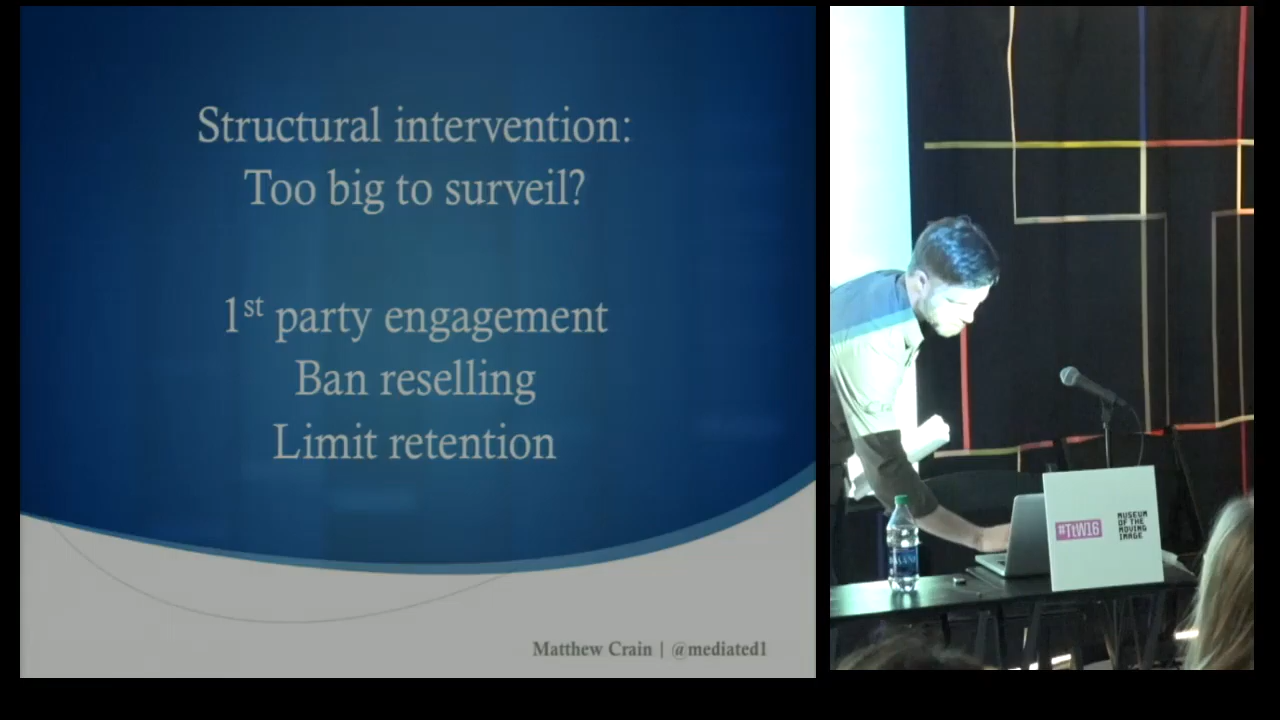 Structural intervention:
Too big to surveil?
1st party engagement
Ban reselling
Limit retention
Matthew Crain | @mediated1
#TtW16
MUSEUM
OF THE
MOVING
IMAGE